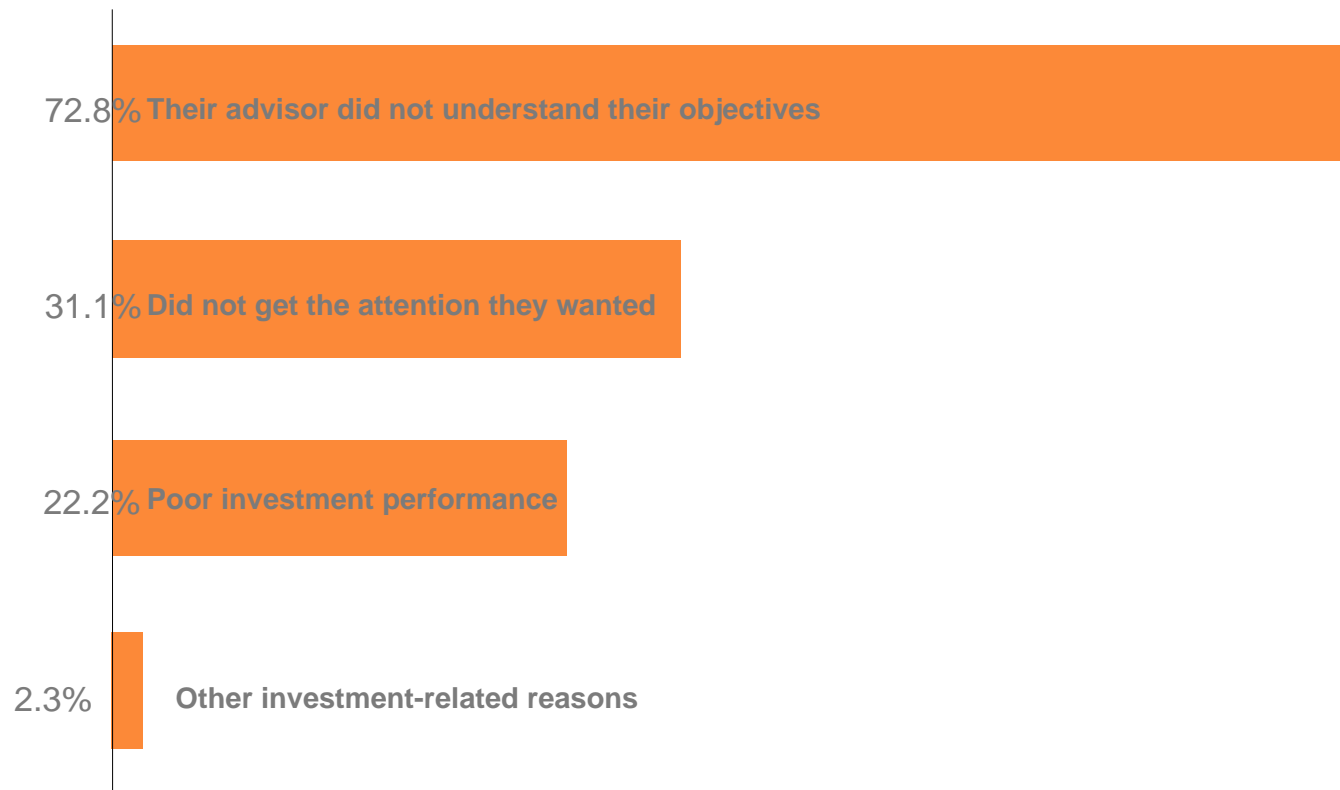 72.8% Their advisor did not understand their objectives
31.1% Did not get the attention they wanted
22.2% Poor investment performance
2.3% Other investment-related reasons